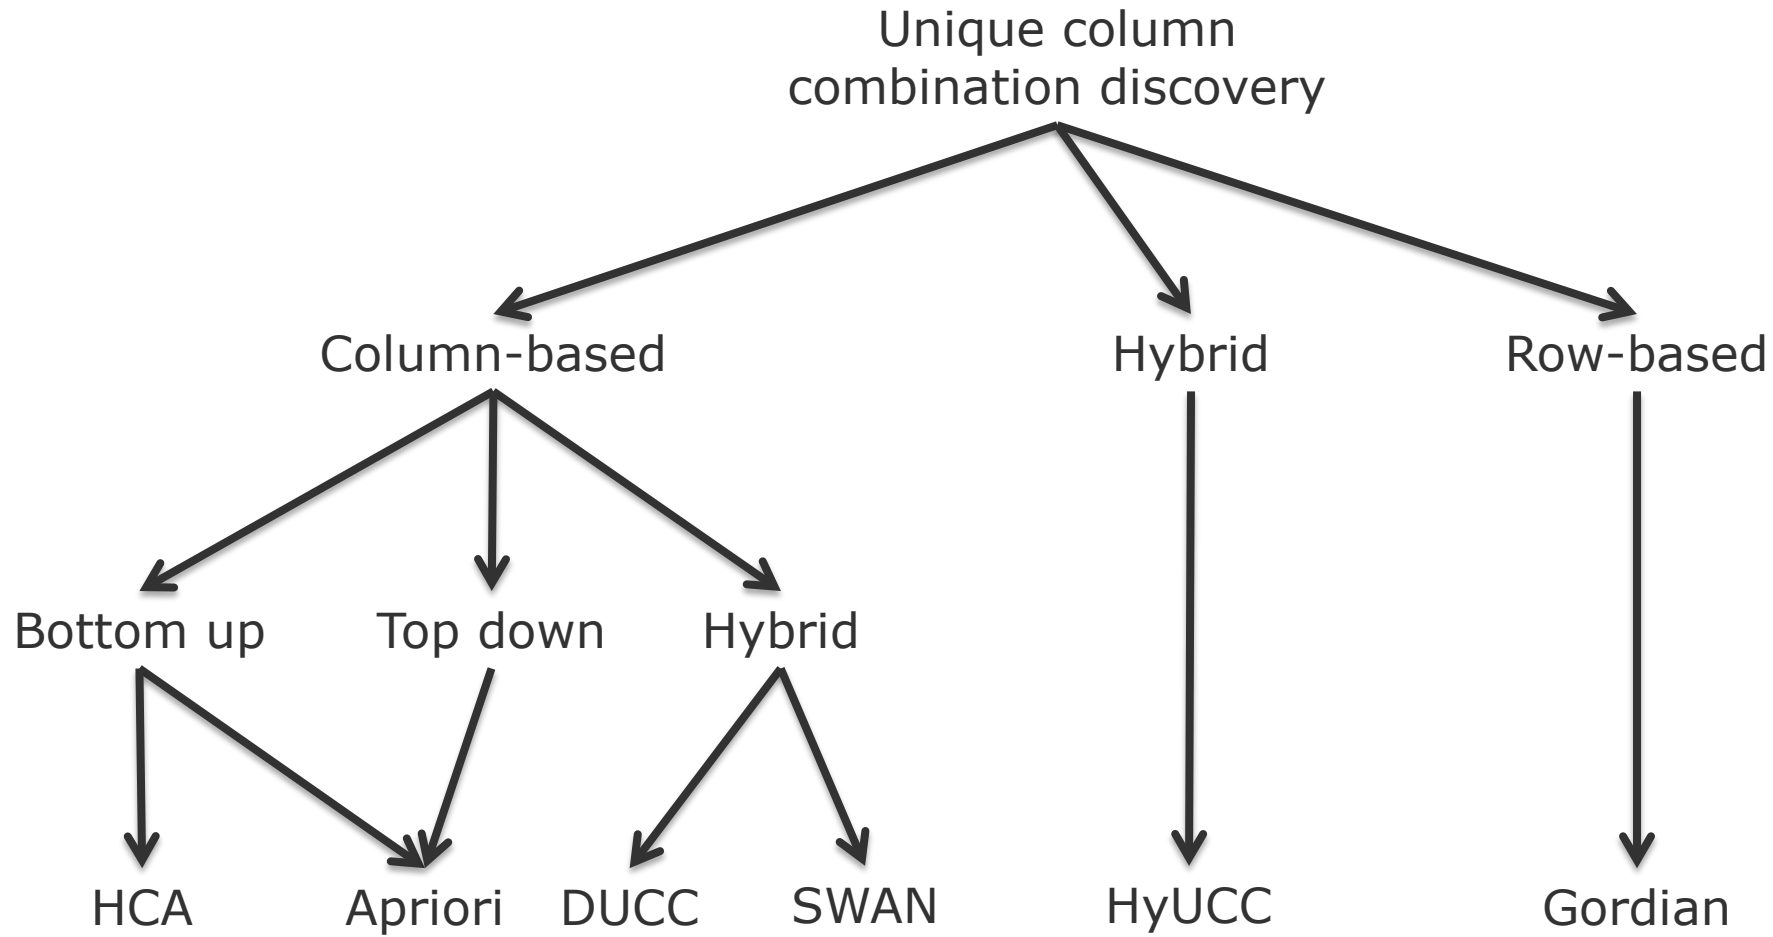 Unique column
combination discovery
Column-based
Hybrid
Row-based
Bottom up
Top down
Hybrid
HCA
Apriori
DUCC
SWAN
HyUCC
Gordian